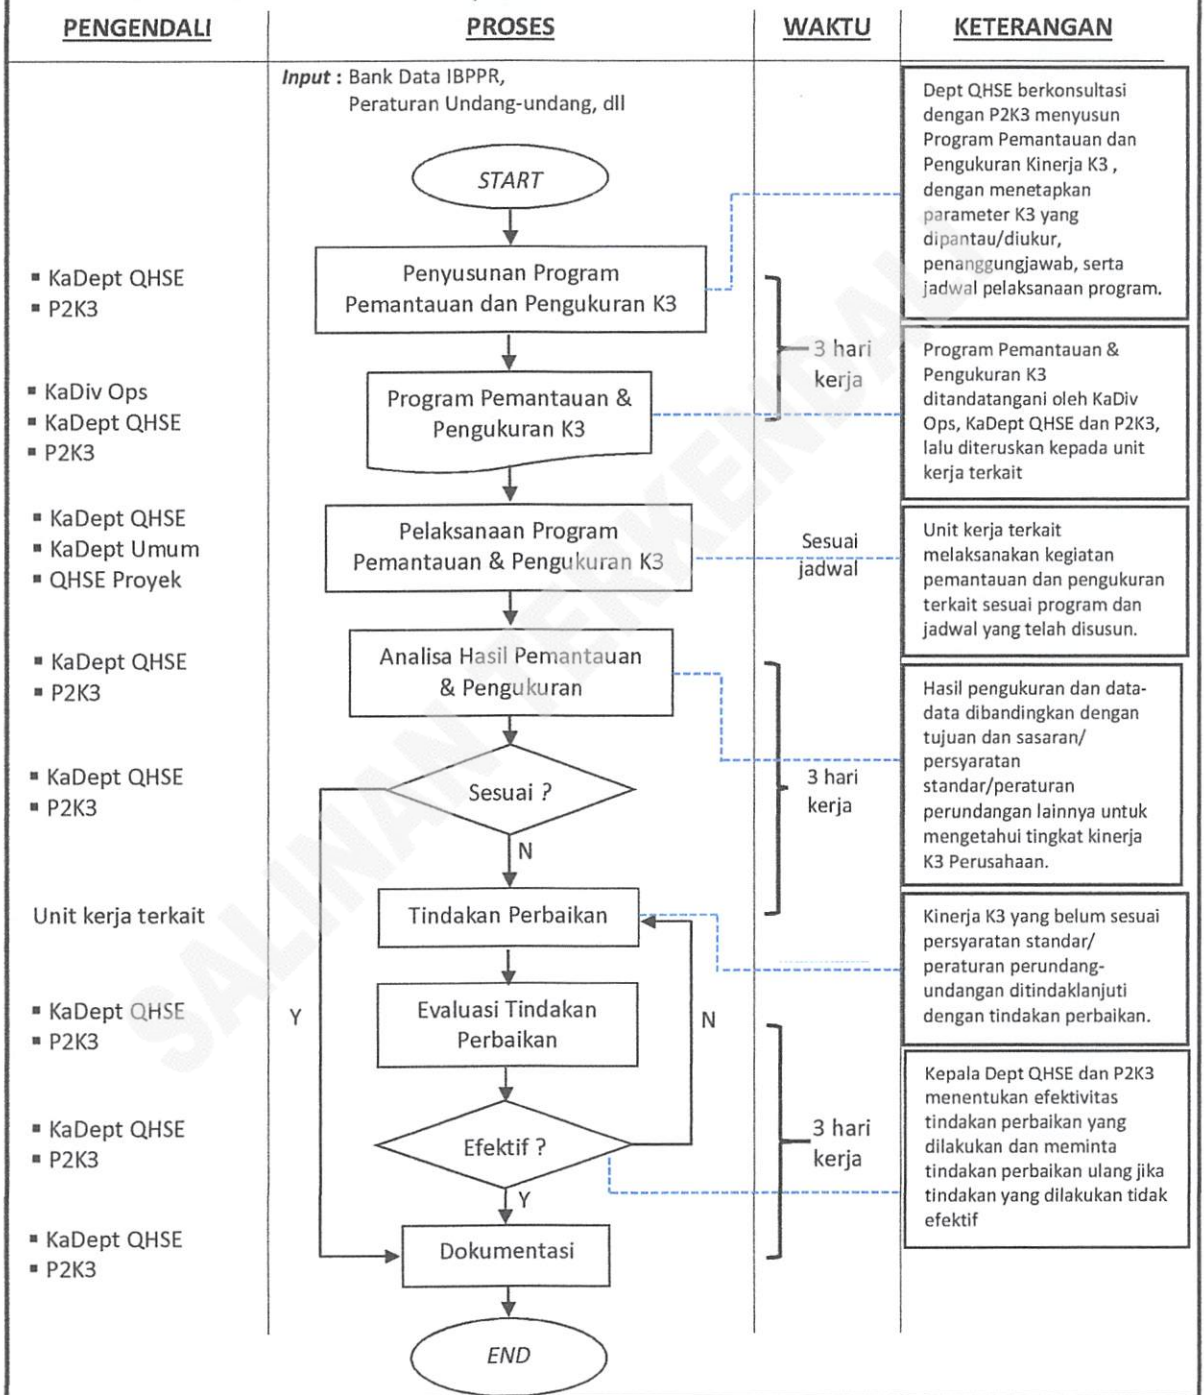 PENGENDALI
PROSES
WAKTU
KETERANGAN
Input : Bank Data IBPPR,
Peraturan Undang-undang, dll
START
▪ KaDept QHSE
▪ P2K3
Penyusunan Program
Pemantauan dan Pengukuran K3
3 hari
kerja
Dept QHSE berkonsultasi
dengan P2K3 menyusun
Program Pemantauan dan
Pengukuran Kinerja K3 ,
dengan menetapkan
parameter K3 yang
dipantau/diukur,
penanggungjawab, serta
jadwal pelaksanaan program.
▪ KaDiv Ops
▪ KaDept QHSE
▪ P2K3
Program Pemantauan &
Pengukuran K3
Program Pemantauan &
Pengukuran K3
ditandatangani oleh KaDiv
Ops, KaDept QHSE dan P2K3,
lalu diteruskan kepada unit
kerja terkait
▪ KaDept QHSE
▪ KaDept Umum
▪ QHSE Proyek
Pelaksanaan Program
Pemantauan & Pengukuran K3
Sesuai
jadwal
Unit kerja terkait
melaksanakan kegiatan
pemantauan dan pengukuran
terkait sesuai program dan
jadwal yang telah disusun.
▪ KaDept QHSE
▪ P2K3
Analisa Hasil Pemantauan
& Pengukuran
Hasil pengukuran dan data-
data dibandingkan dengan
tujuan dan sasaran/
persyaratan
standar/peraturan
perundangan lainnya untuk
mengetahui tingkat kinerja
K3 Perusahaan.
▪ KaDept QHSE
▪ P2K3
Sesuai ?
3 hari
kerja
N
Unit kerja terkait
Tindakan Perbaikan
Kinerja K3 yang belum sesuai
persyaratan standar/
peraturan perundang-
undangan ditindaklanjuti
dengan tindakan perbaikan.
▪ KaDept QHSE
▪ P2K3
Y
Evaluasi Tindakan
Perbaikan
N
▪ KaDept QHSE
▪ P2K3
Efektif ?
3 hari
kerja
Kepala Dept QHSE dan P2K3
menentukan efektivitas
tindakan perbaikan yang
dilakukan dan meminta
tindakan perbaikan ulang jika
tindakan yang dilakukan tidak
efektif
Y
▪ KaDept QHSE
▪ P2K3
Dokumentasi
END
SALINAN TERKENDALI